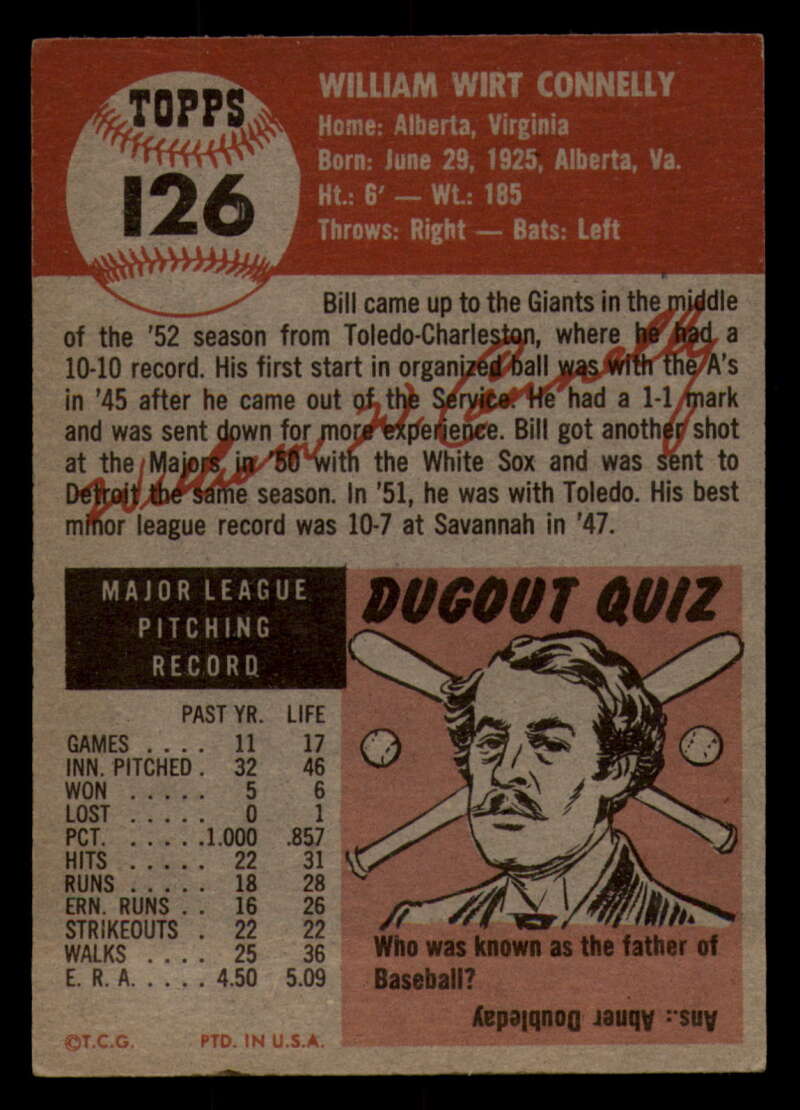 TOPPS
126
WILLIAM WIRT CONNELLY
Home: Alberta, Virginia
Born: June 29, 1925, Alberta, Va.
Ht.: 6' — Wt.: 185
Throws: Right — Bats: Left
Bill came up to the Giants in the middle
of the '52 season from Toledo-Charleston, where he had a
10-10 record. His first start in organized ball was with the A's
in '45 after he came out of the Service. He had a 1-1 mark
and was sent down for more experience. Bill got another shot
at the Majors in '50 with the White Sox and was sent to
Detroit the same season. In '51, he was with Toledo. His best
minor league record was 10-7 at Savannah in '47.
MAJOR LEAGUE
PITCHING
RECORD
PAST YR. LIFE
GAMES . . . . 11 17
INN. PITCHED . 32 46
WON . . . . . 5 6
LOST . . . . . 0 1
PCT. . . . . . 1.000 .857
HITS . . . . . 22 31
RUNS . . . . . 18 28
ERN. RUNS . . 16 26
STRIKEOUTS . 22 22
WALKS . . . . 25 36
E. R. A. . . . . 4.50 5.09
©T.C.G. PTD. IN U.S.A.
DUGOUT QUIZ
Who was known as the father of
Baseball?
Ans.: Abner Doubleday